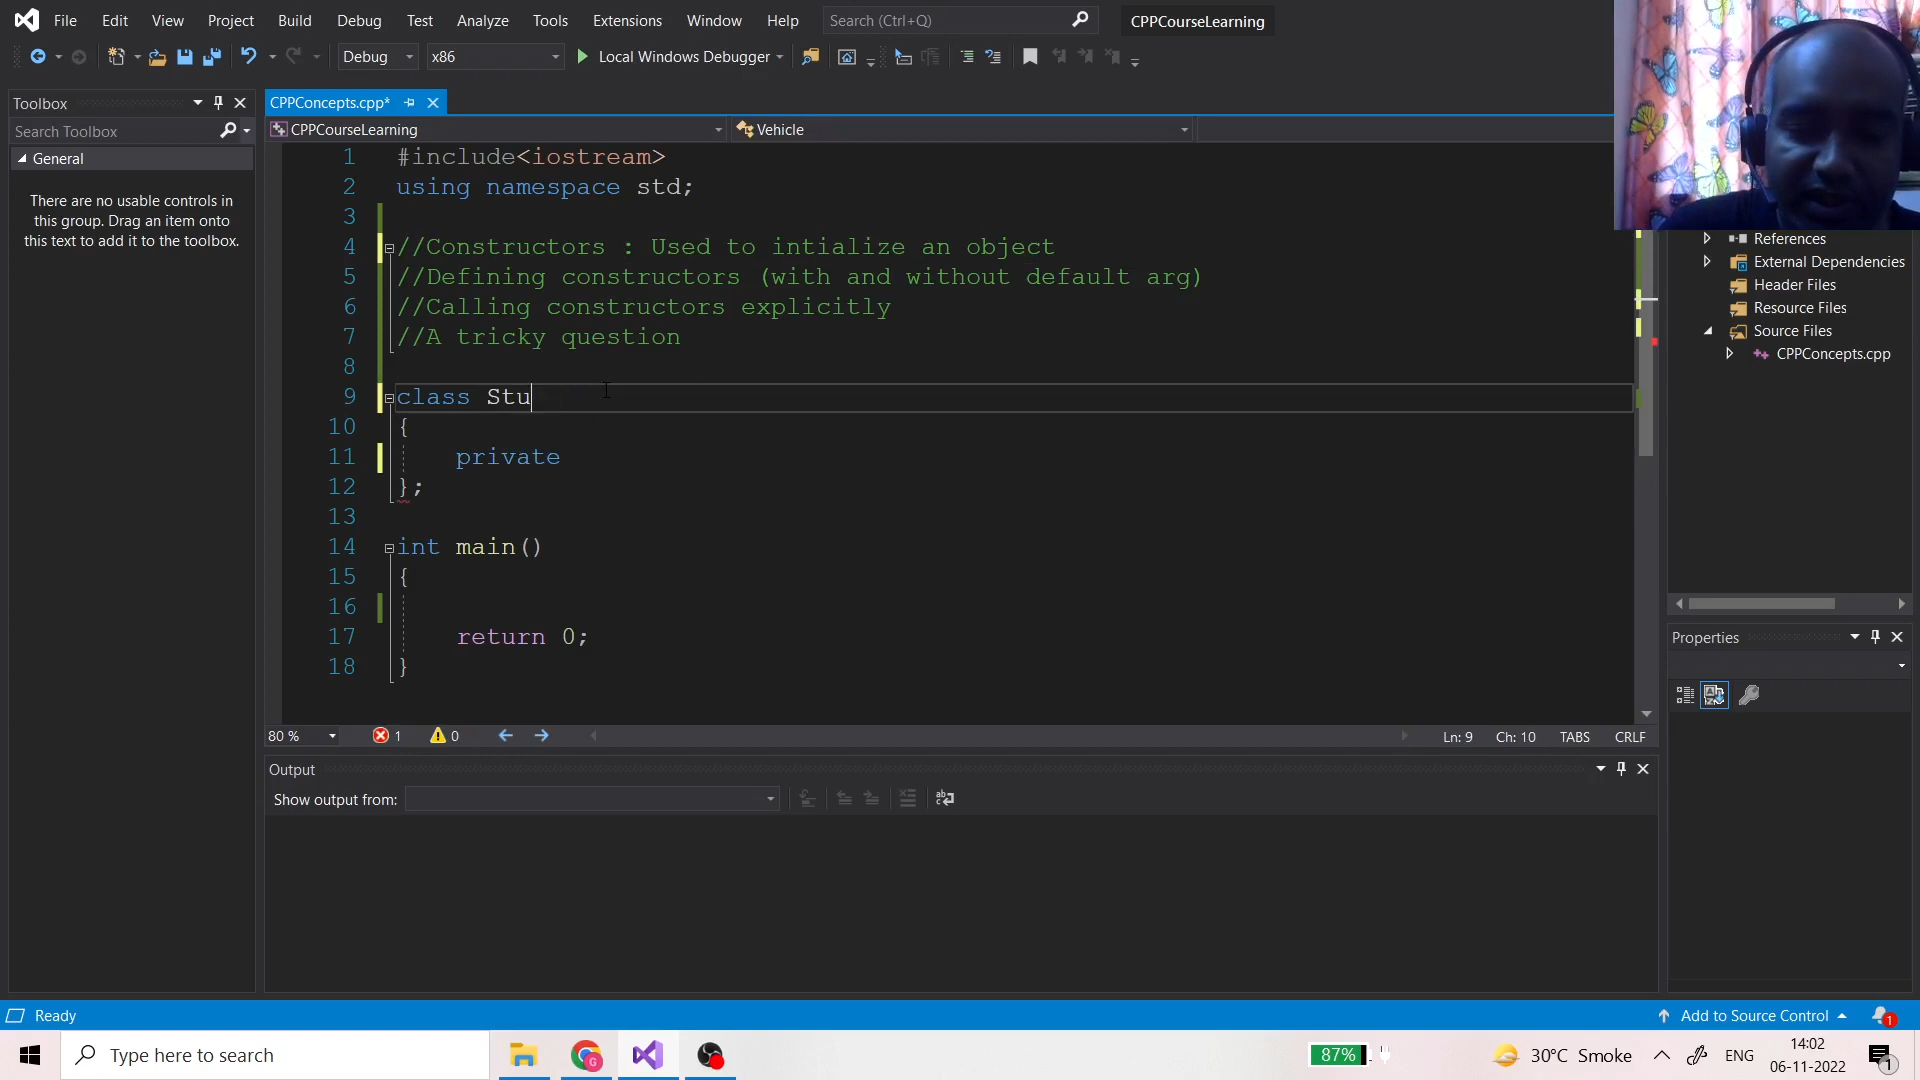 File Edit View Project Build Debug Test Analyze Tools Extensions Window Help Search (Ctrl+Q) CPPCourseLearning
Debug x86 Local Windows Debugger
Toolbox
Search Toolbox
General
There are no usable controls in
this group. Drag an item onto
this text to add it to the toolbox.
CPPConcepts.cpp*
CPPCourseLearning Vehicle
1 #include<iostream>
2 using namespace std;
3
4 //Constructors : Used to intialize an object
5 //Defining constructors (with and without default arg)
6 //Calling constructors explicitly
7 //A tricky question
8
9 class Stu
10 {
11 private
12 };
13
14 int main()
15 {
16
17 return 0;
18 }
80 % 1 0 Ln: 9 Ch: 10 TABS CRLF
Output
Show output from:
References
External Dependencies
Header Files
Resource Files
Source Files
CPPConcepts.cpp
Properties
Ready Add to Source Control 1
Type here to search 87% 30°C Smoke ENG 14:02
06-11-2022 1